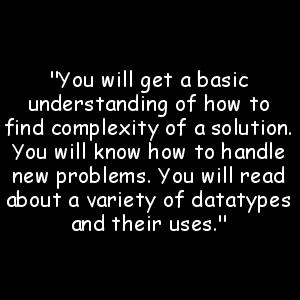 "You will get a basic
understanding of how to
find complexity of a solution.
You will know how to handle
new problems. You will read
about a variety of datatypes
and their uses."